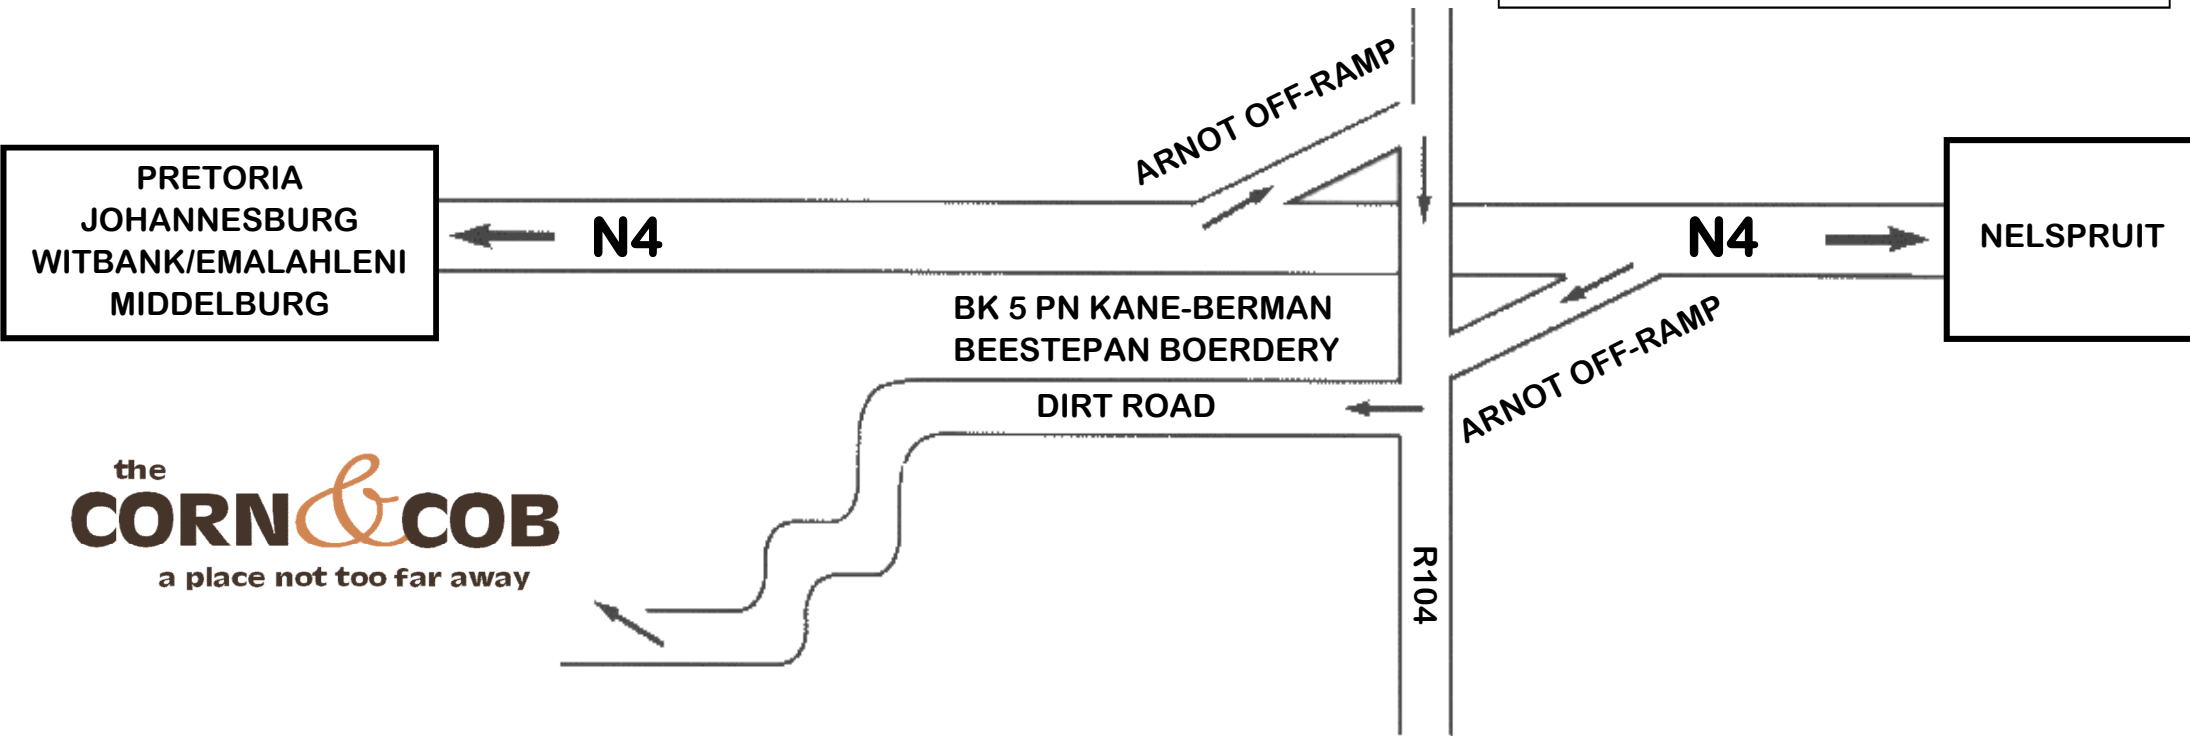 ARNOT OFF-RAMP
PRETORIA
JOHANNESBURG
WITBANK/EMALAHLENI
MIDDELBURG
N4
N4
NELSPRUIT
BK 5 PN KANE-BERMAN
BEESTEPAN BOERDERY
ARNOT OFF-RAMP
DIRT ROAD
the
CORN & COB
a place not too far away
R104